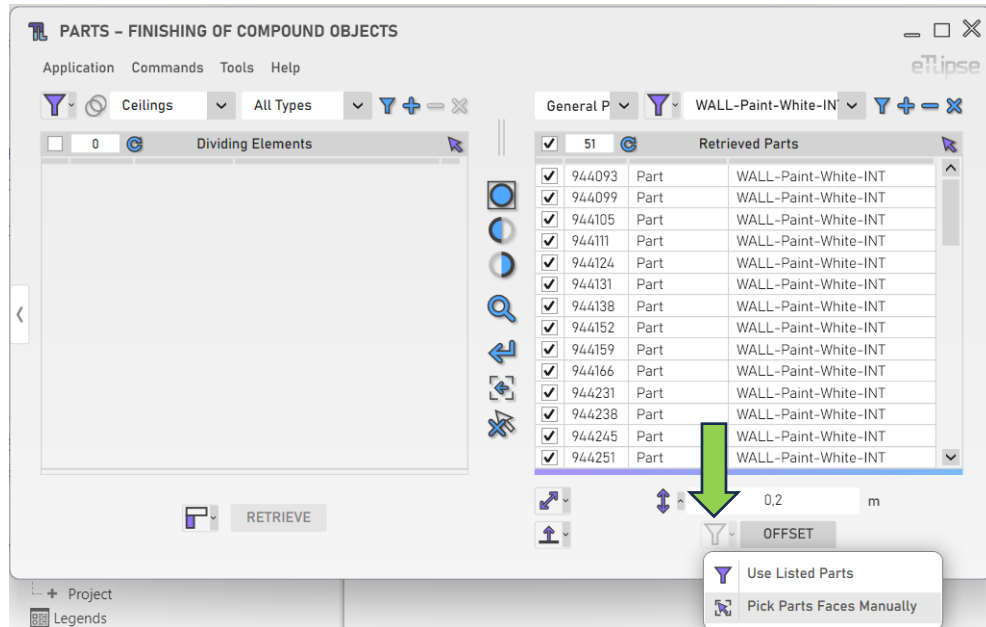 PARTS – FINISHING OF COMPOUND OBJECTS
Application Commands Tools Help
eTLipse
Ceilings All Types
General P WALL-Paint-White-IN
0 Dividing Elements
51 Retrieved Parts
944093 Part WALL-Paint-White-INT
944099 Part WALL-Paint-White-INT
944105 Part WALL-Paint-White-INT
944111 Part WALL-Paint-White-INT
944124 Part WALL-Paint-White-INT
944131 Part WALL-Paint-White-INT
944138 Part WALL-Paint-White-INT
944152 Part WALL-Paint-White-INT
944159 Part WALL-Paint-White-INT
944166 Part WALL-Paint-White-INT
944231 Part WALL-Paint-White-INT
944238 Part WALL-Paint-White-INT
944245 Part WALL-Paint-White-INT
944251 Part WALL-Paint-White-INT
RETRIEVE
0,2 m
OFFSET
Use Listed Parts
Pick Parts Faces Manually
Project
Legends